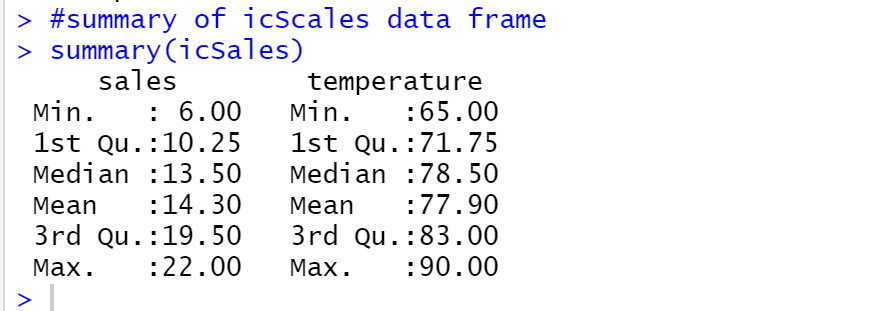 > #summary of icScales data frame
> summary(icSales)
     sales        temperature
 Min.   : 6.00   Min.   :65.00
 1st Qu.:10.25   1st Qu.:71.75
 Median :13.50   Median :78.50
 Mean   :14.30   Mean   :77.90
 3rd Qu.:19.50   3rd Qu.:83.00
 Max.   :22.00   Max.   :90.00
>